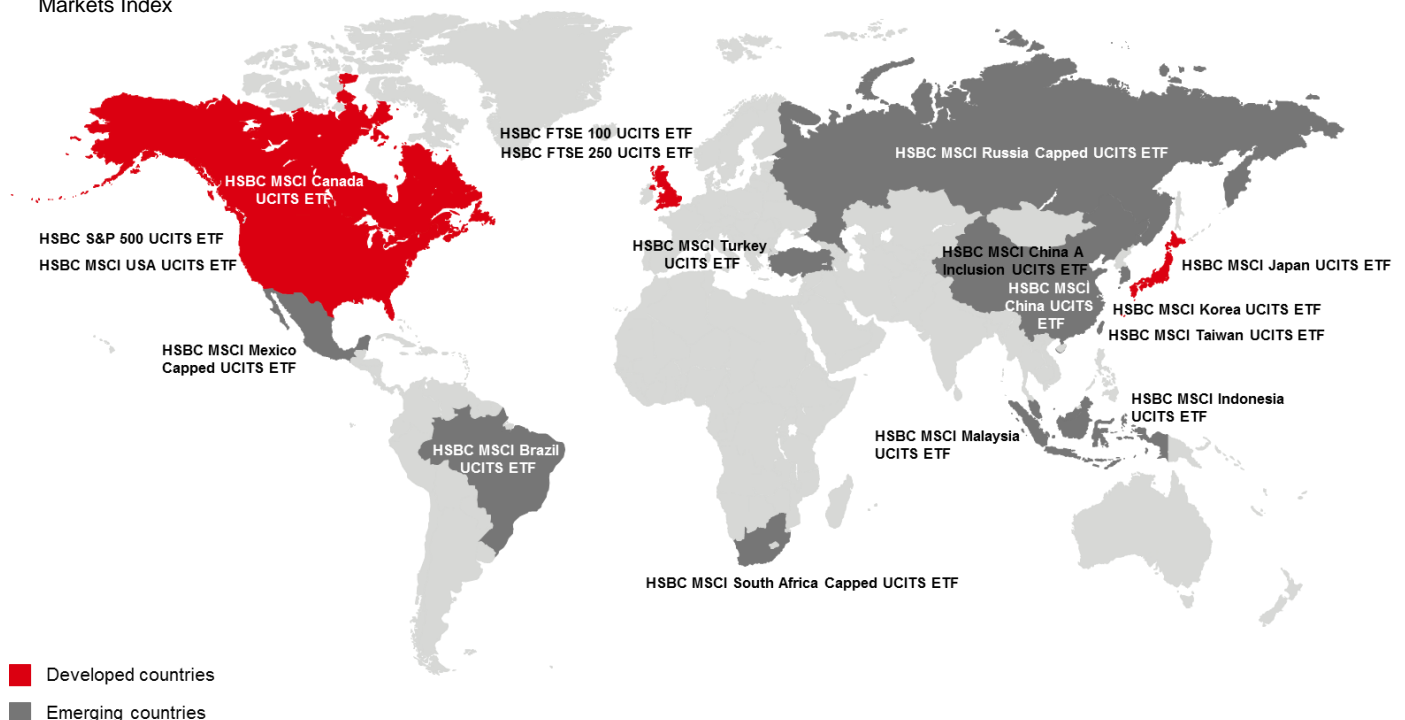 Markets Index
HSBC FTSE 100 UCITS ETF
HSBC FTSE 250 UCITS ETF
HSBC MSCI Russia Capped UCITS ETF
HSBC MSCI Canada
UCITS ETF
HSBC S&P 500 UCITS ETF
HSBC MSCI USA UCITS ETF
HSBC MSCI Turkey
UCITS ETF
HSBC MSCI China A
Inclusion UCITS ETF
HSBC MSCI
China UCITS
ETF
HSBC MSCI Japan UCITS ETF
HSBC MSCI Korea UCITS ETF
HSBC MSCI Taiwan UCITS ETF
HSBC MSCI Mexico
Capped UCITS ETF
HSBC MSCI Indonesia
UCITS ETF
HSBC MSCI Malaysia
UCITS ETF
HSBC MSCI Brazil
UCITS ETF
HSBC MSCI South Africa Capped UCITS ETF
Developed countries
Emerging countries